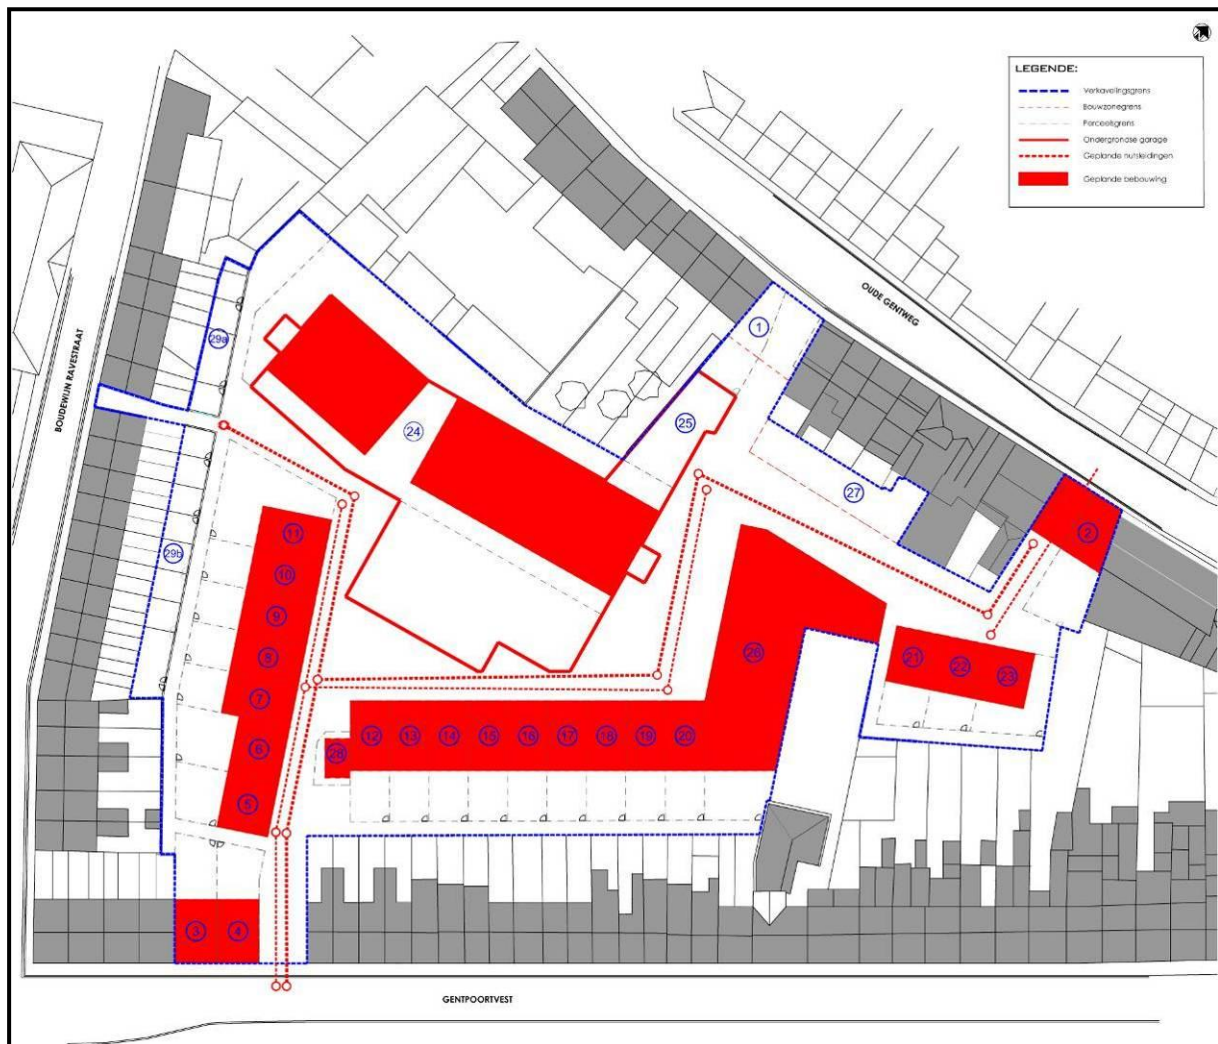 LEGENDE:
Verkavelingsgrens
Bouwzonegrens
Perceelsgrens
Ondergrondse garage
Geplande nutsleidingen
Geplande bebouwing
OUDE GENTWEG
BOUDEWIJN RAVESTRAAT
GENTPOORTVEST
1
29a
24
25
27
2
11
10
29b
9
8
7
6
5
21
22
23
26
28
12
13
14
15
16
17
18
19
20
3
4